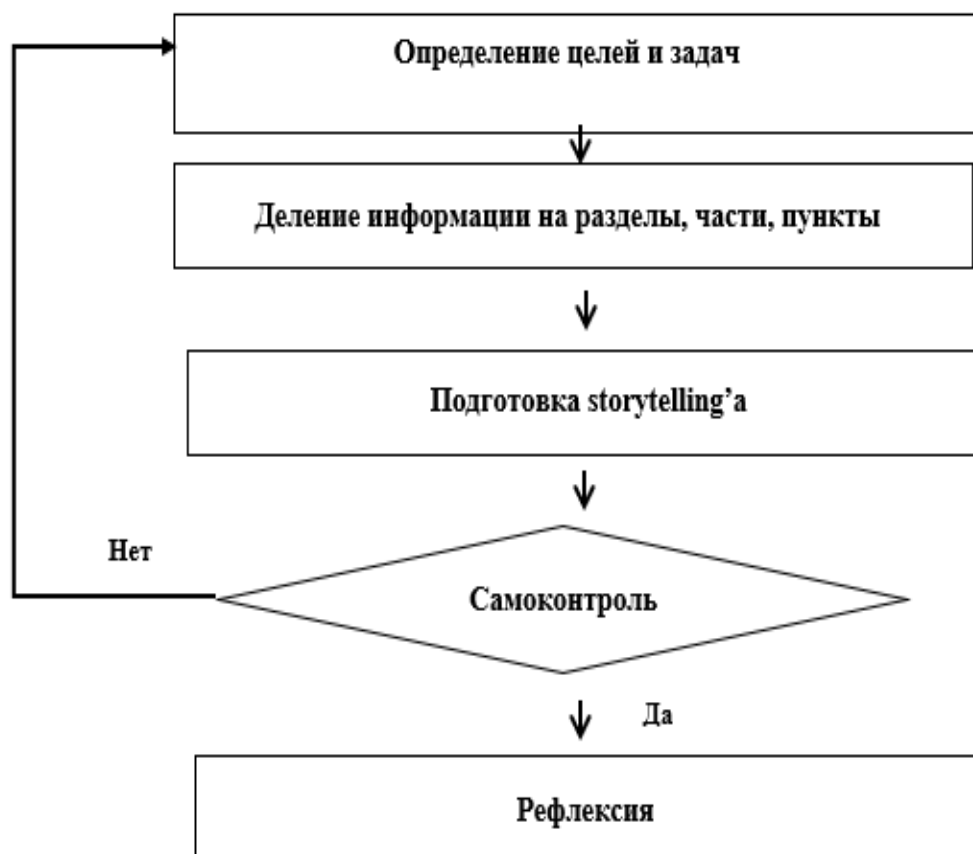 Определение целей и задач
Деление информации на разделы, части, пункты
Подготовка storytelling’а
Нет
Самоконтроль
Да
Рефлексия